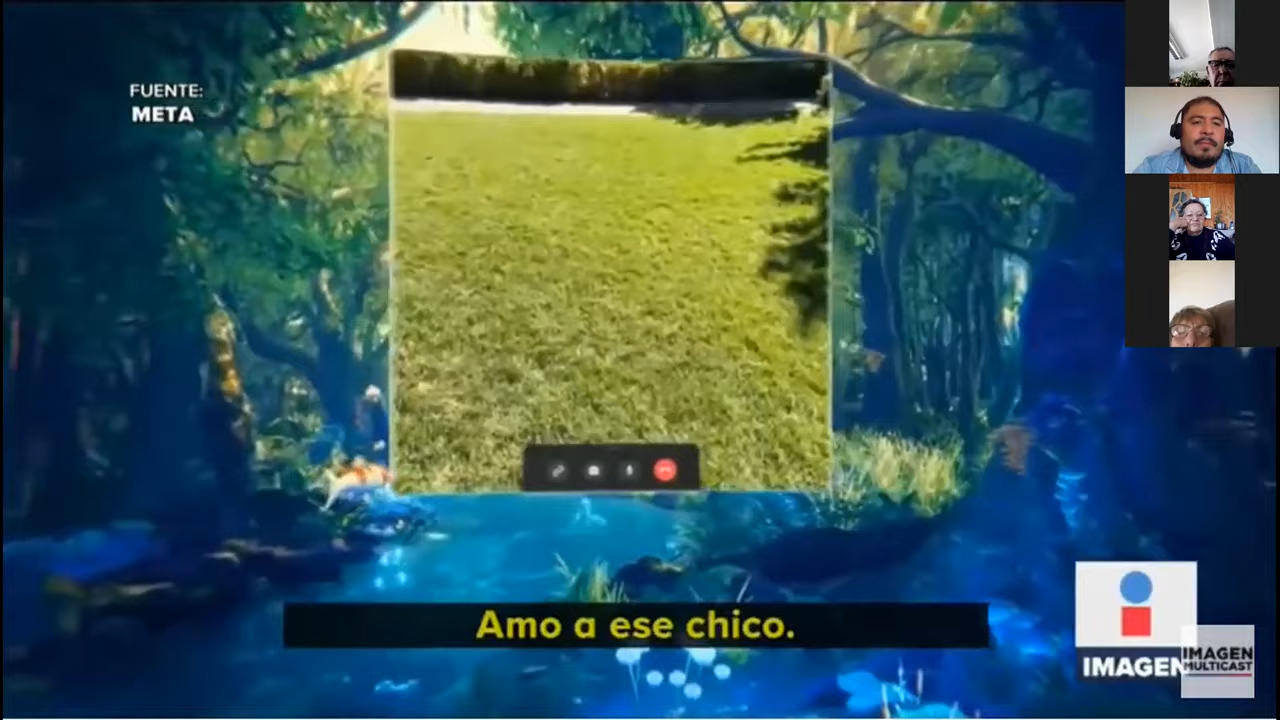 FUENTE:
META
Amo a ese chico.
IMAGEN
IMAGEN
MULTICAST